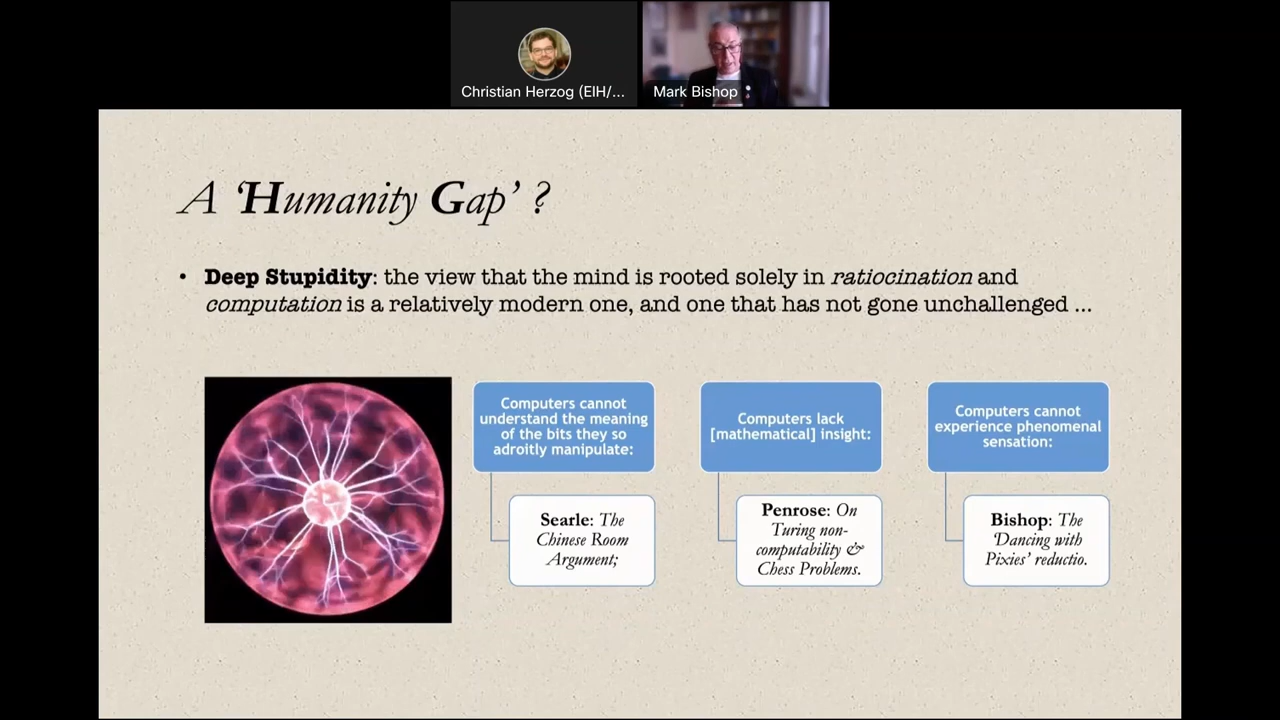 Christian Herzog (EIH/...
Mark Bishop
A ‘Humanity Gap’ ?
• Deep Stupidity: the view that the mind is rooted solely in ratiocination and
computation is a relatively modern one, and one that has not gone unchallenged ...
Computers cannot
understand the meaning
of the bits they so
adroitly manipulate:
Searle: The
Chinese Room
Argument;
Computers lack
[mathematical] insight:
Penrose: On
Turing non-
computability &
Chess Problems.
Computers cannot
experience phenomenal
sensation:
Bishop: The
‘Dancing with
Pixies’ reductio.